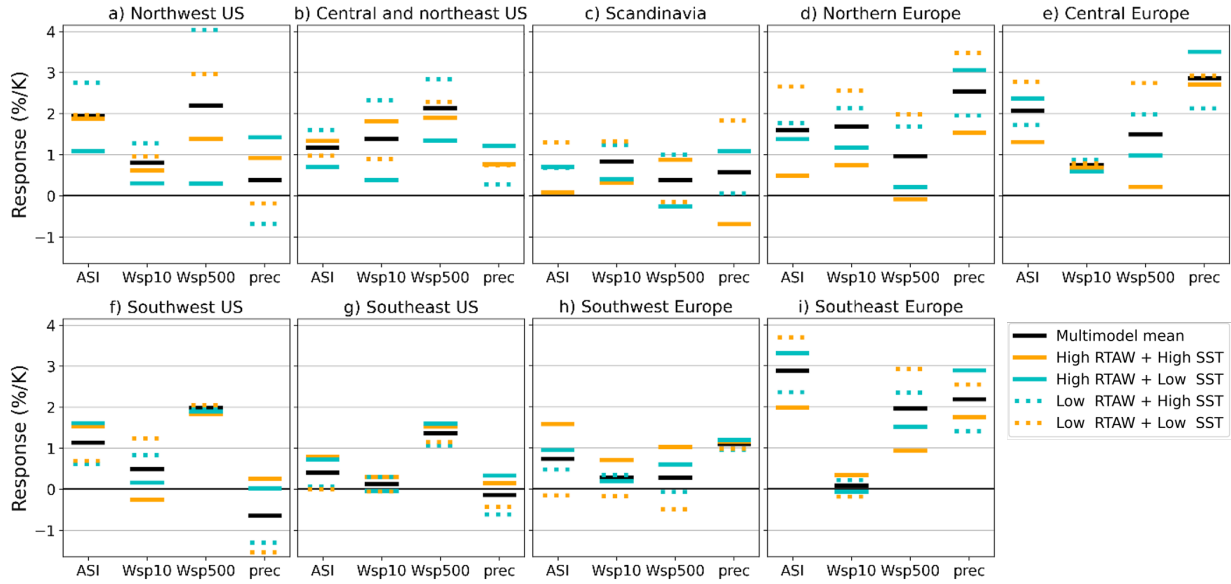 a) Northwest US
b) Central and northeast US
c) Scandinavia
d) Northern Europe
e) Central Europe
Response (%/K)
4
3
2
1
0
−1
ASI Wsp10 Wsp500 prec
ASI Wsp10 Wsp500 prec
ASI Wsp10 Wsp500 prec
ASI Wsp10 Wsp500 prec
ASI Wsp10 Wsp500 prec
f) Southwest US
g) Southeast US
h) Southwest Europe
i) Southeast Europe
Response (%/K)
4
3
2
1
0
−1
ASI Wsp10 Wsp500 prec
ASI Wsp10 Wsp500 prec
ASI Wsp10 Wsp500 prec
ASI Wsp10 Wsp500 prec
Multimodel mean
High RTAW + High SST
High RTAW + Low SST
Low RTAW + High SST
Low RTAW + Low SST